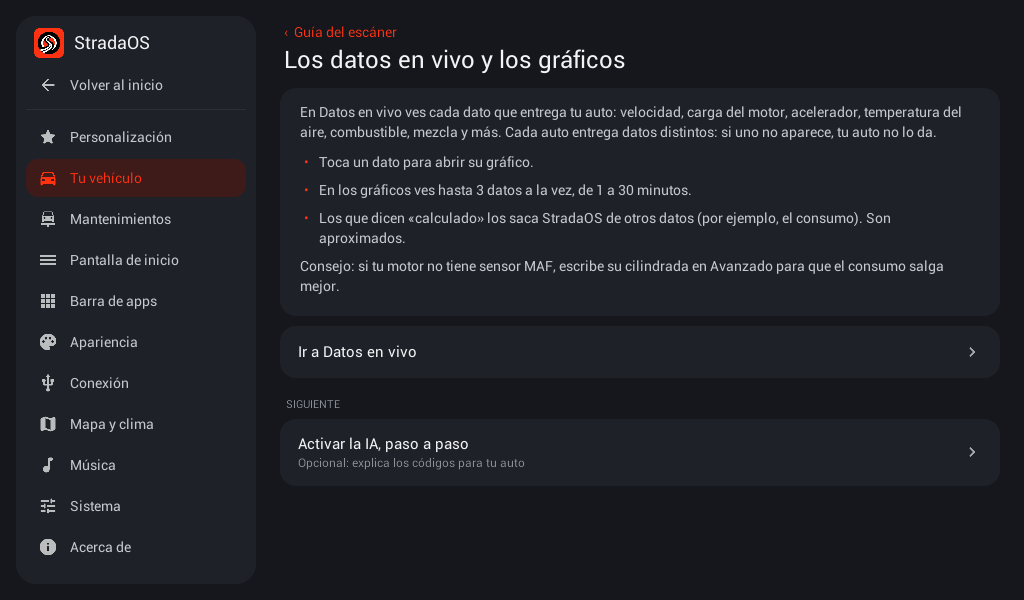 StradaOS
Volver al inicio
Personalización
Tu vehículo
Mantenimientos
Pantalla de inicio
Barra de apps
Apariencia
Conexión
Mapa y clima
Música
Sistema
Acerca de
‹ Guía del escáner
Los datos en vivo y los gráficos
En Datos en vivo ves cada dato que entrega tu auto: velocidad, carga del motor, acelerador, temperatura del
aire, combustible, mezcla y más. Cada auto entrega datos distintos: si uno no aparece, tu auto no lo da.
• Toca un dato para abrir su gráfico.
• En los gráficos ves hasta 3 datos a la vez, de 1 a 30 minutos.
• Los que dicen «calculado» los saca StradaOS de otros datos (por ejemplo, el consumo). Son
aproximados.
Consejo: si tu motor no tiene sensor MAF, escribe su cilindrada en Avanzado para que el consumo salga
mejor.
Ir a Datos en vivo
SIGUIENTE
Activar la IA, paso a paso
Opcional: explica los códigos para tu auto